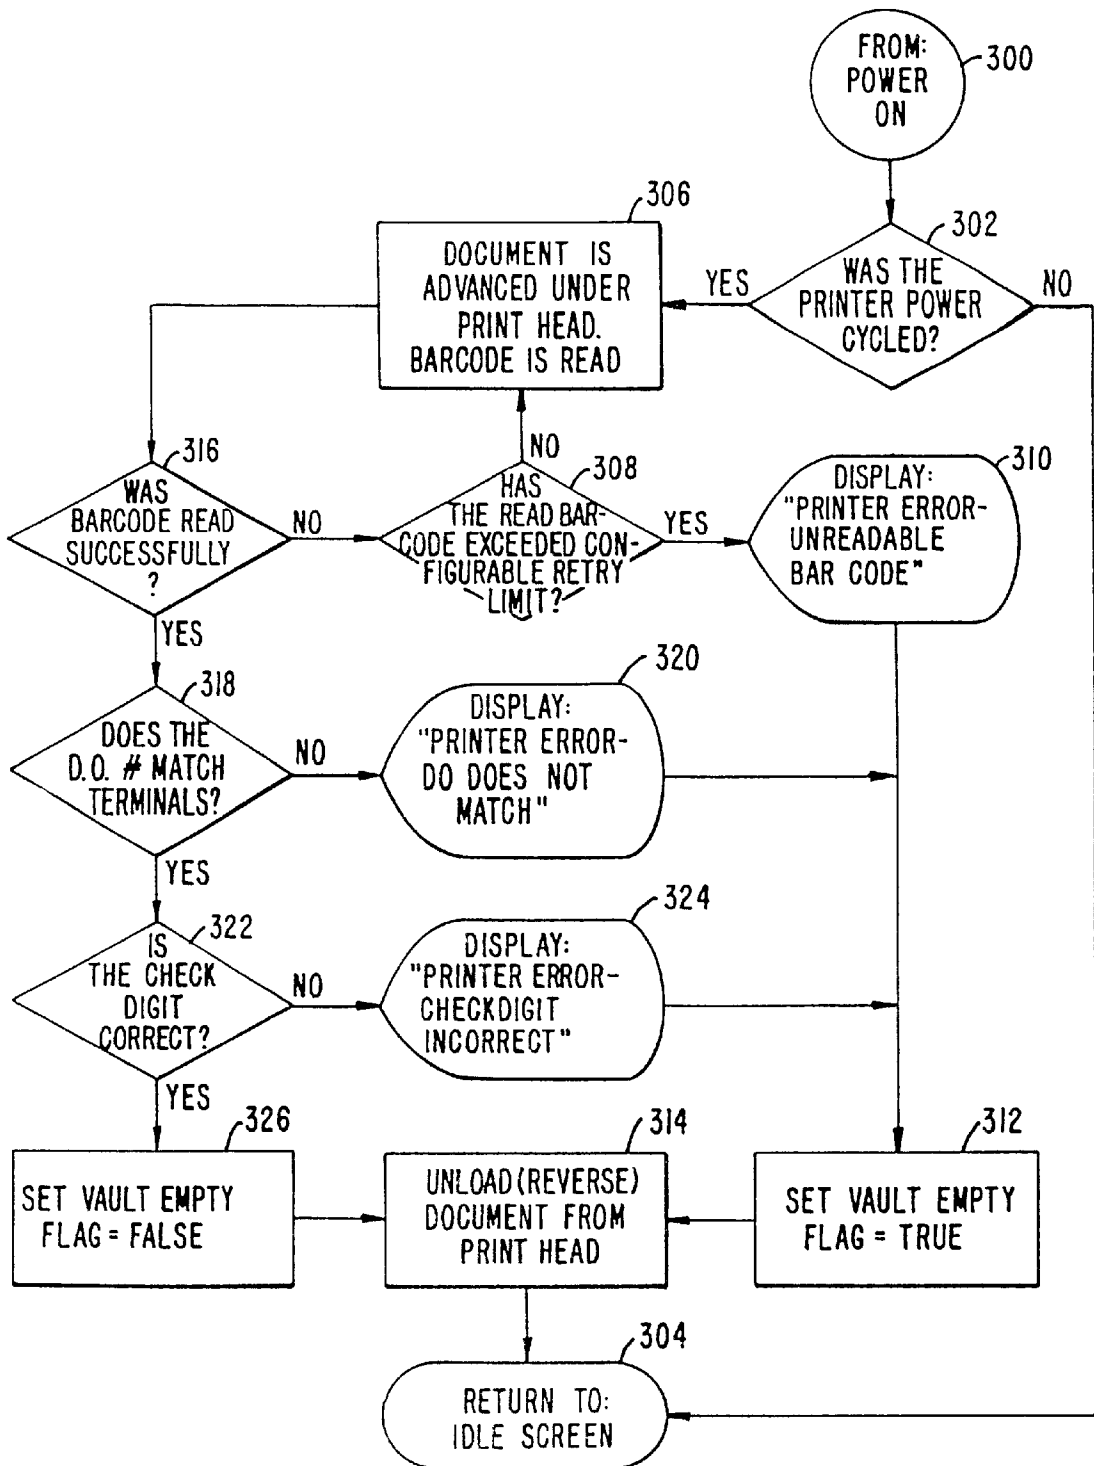 FROM:
POWER
ON
300
302
WAS THE
PRINTER POWER
CYCLED?
YES
NO
306
DOCUMENT IS
ADVANCED UNDER
PRINT HEAD.
BARCODE IS READ
316
WAS
BARCODE READ
SUCCESSFULLY
?
NO
YES
308
NO
HAS
THE READ BAR-
CODE EXCEEDED CON-
FIGURABLE RETRY
LIMIT?
YES
310
DISPLAY:
"PRINTER ERROR-
UNREADABLE
BAR CODE"
318
DOES THE
D.O. # MATCH
TERMINALS?
NO
YES
320
DISPLAY:
"PRINTER ERROR-
DO DOES NOT
MATCH"
322
IS
THE CHECK
DIGIT
CORRECT?
NO
YES
324
DISPLAY:
"PRINTER ERROR-
CHECKDIGIT
INCORRECT"
326
SET VAULT EMPTY
FLAG = FALSE
314
UNLOAD (REVERSE)
DOCUMENT FROM
PRINT HEAD
312
SET VAULT EMPTY
FLAG = TRUE
304
RETURN TO:
IDLE SCREEN